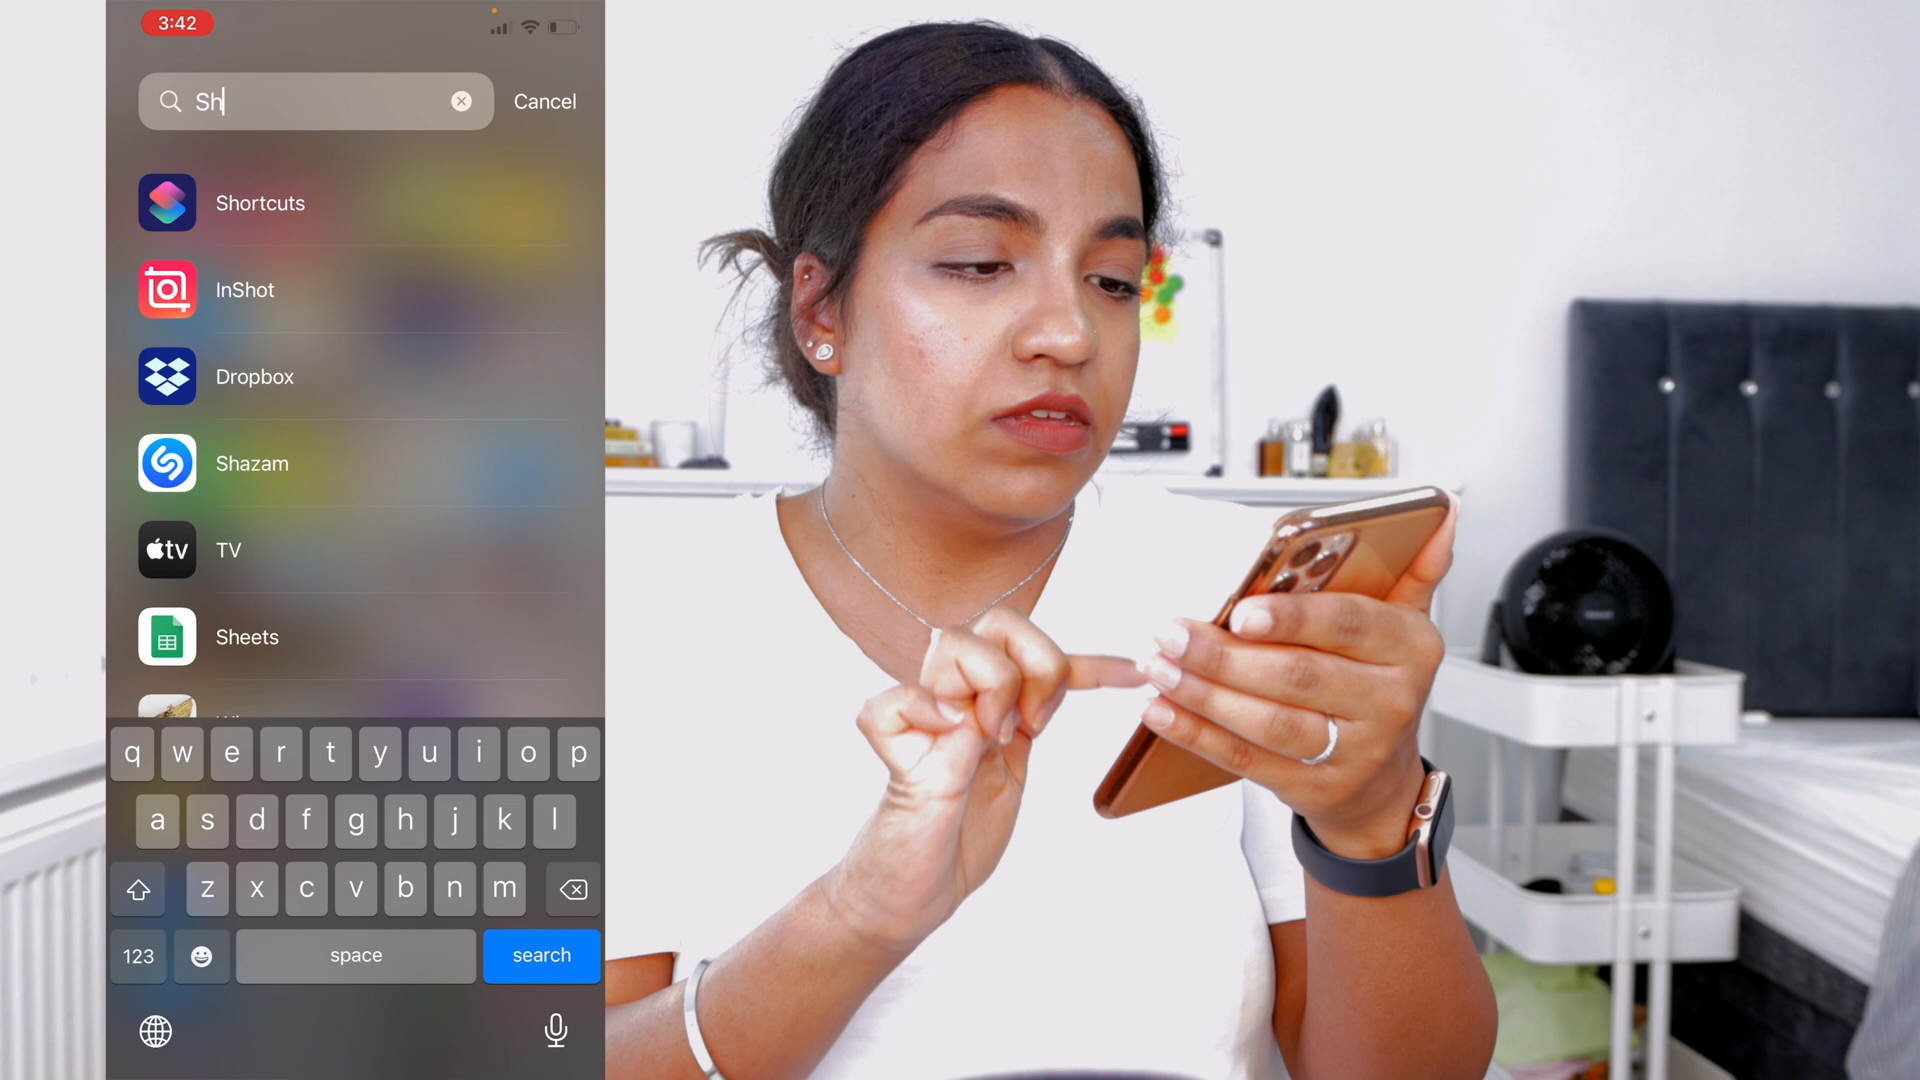 3:42
Sh
Cancel
Shortcuts
InShot
Dropbox
Shazam
tv
TV
Sheets
q w e r t y u i o p
a s d f g h j k l
z x c v b n m
123
space
search